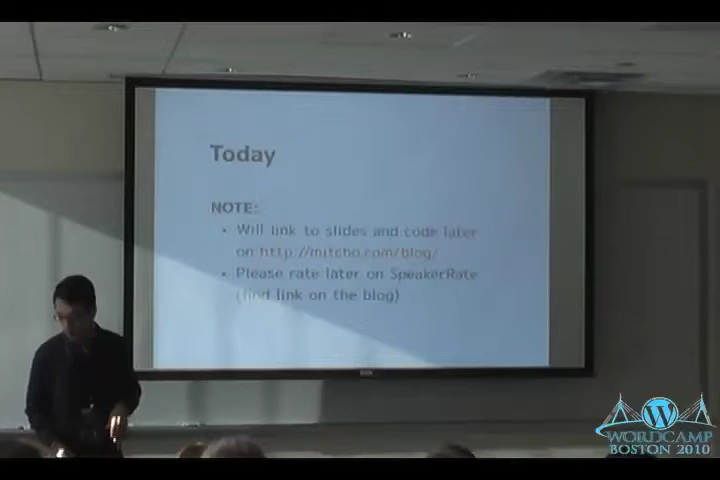 Today
NOTE:
• Will link to slides and code later
on http://mitcho.com/blog/
• Please rate later on SpeakerRate
(find link on the blog)
WORDCAMP
BOSTON 2010